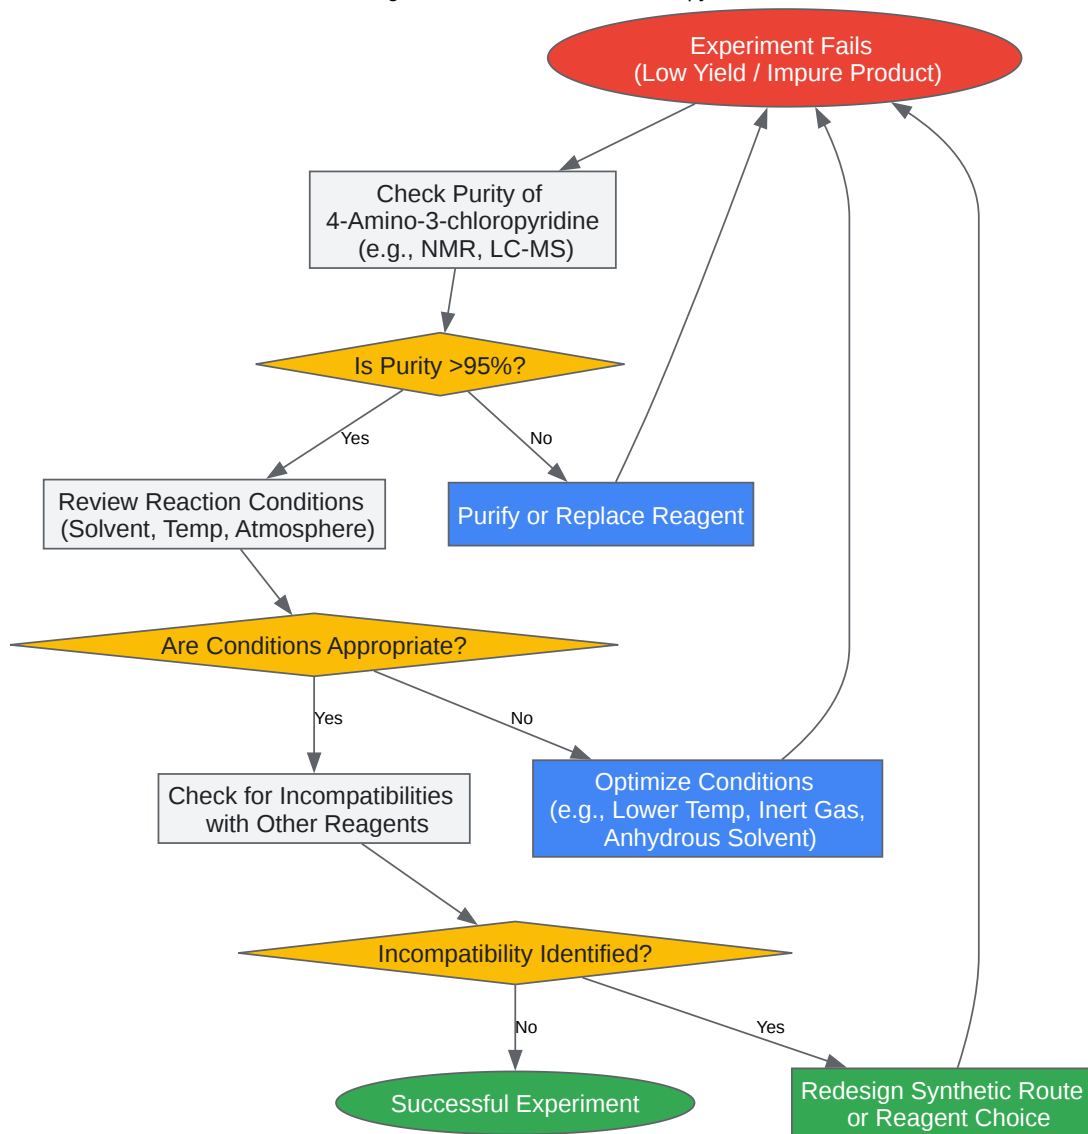 Experiment Fails
(Low Yield / Impure Product)
Check Purity of
4-Amino-3-chloropyridine
(e.g., NMR, LC-MS)
Is Purity >95%?
Yes
No
Review Reaction Conditions
(Solvent, Temp, Atmosphere)
Purify or Replace Reagent
Are Conditions Appropriate?
Yes
No
Check for Incompatibilities
with Other Reagents
Optimize Conditions
(e.g., Lower Temp, Inert Gas,
Anhydrous Solvent)
Incompatibility Identified?
No
Yes
Successful Experiment
Redesign Synthetic Route
or Reagent Choice